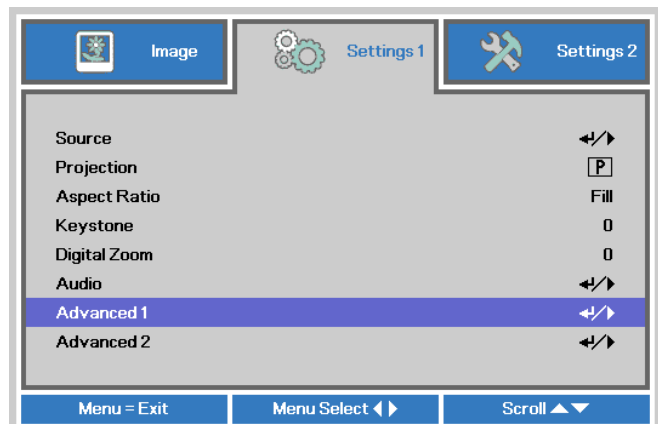 Image Settings 1 Settings 2
Source ↵/▶
Projection P
Aspect Ratio Fill
Keystone 0
Digital Zoom 0
Audio ↵/▶
Advanced 1 ↵/▶
Advanced 2 ↵/▶
Menu = Exit Menu Select ◀▶ Scroll ▲▼